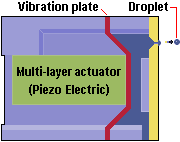 Vibration plate
Droplet
Multi-layer actuator
(Piezo Electric)